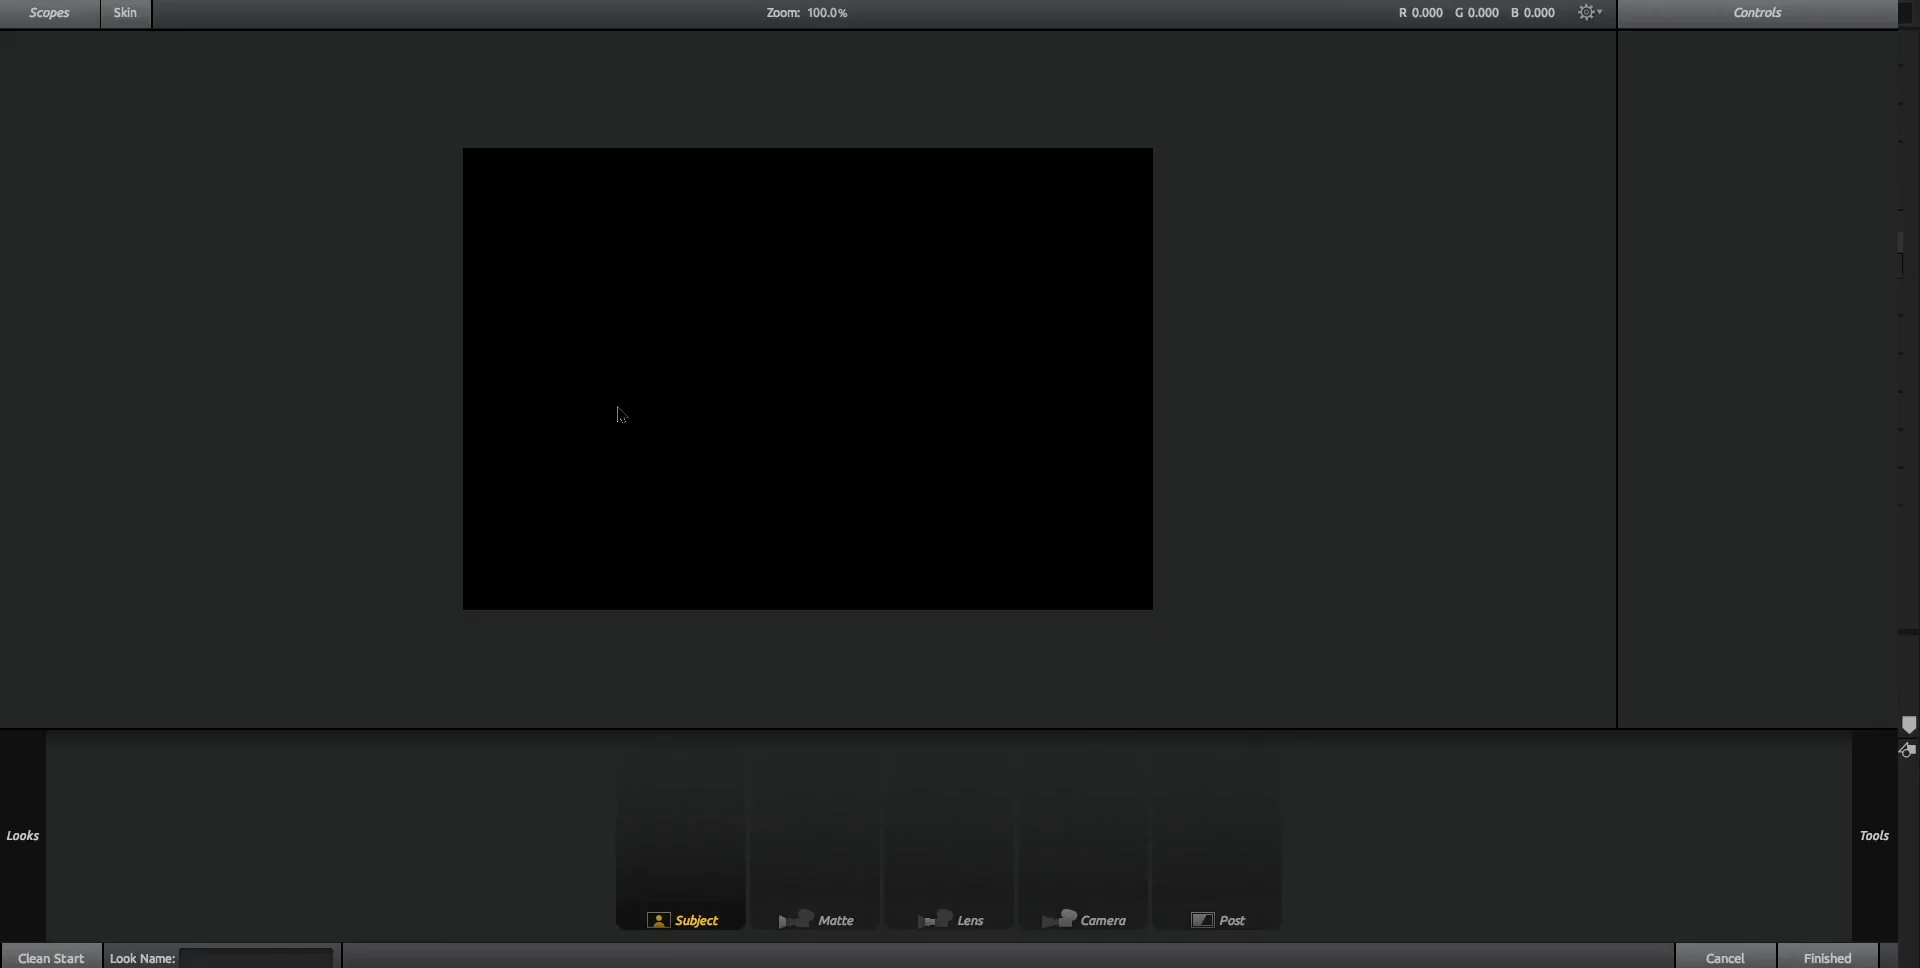 Scopes Skin Zoom: 100.0% R 0.000 G 0.000 B 0.000 Controls
Looks Tools
Subject Matte Lens Camera Post
Clean Start Look Name: Cancel Finished